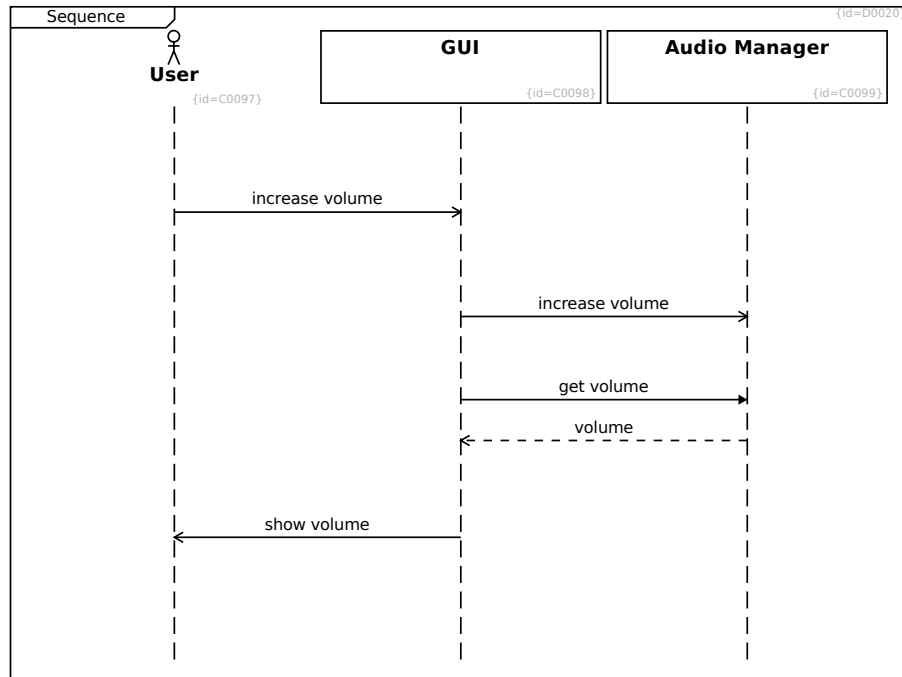 Sequence
{id=D0020}
User
{id=C0097}
GUI
{id=C0098}
Audio Manager
{id=C0099}
increase volume
increase volume
get volume
volume
show volume